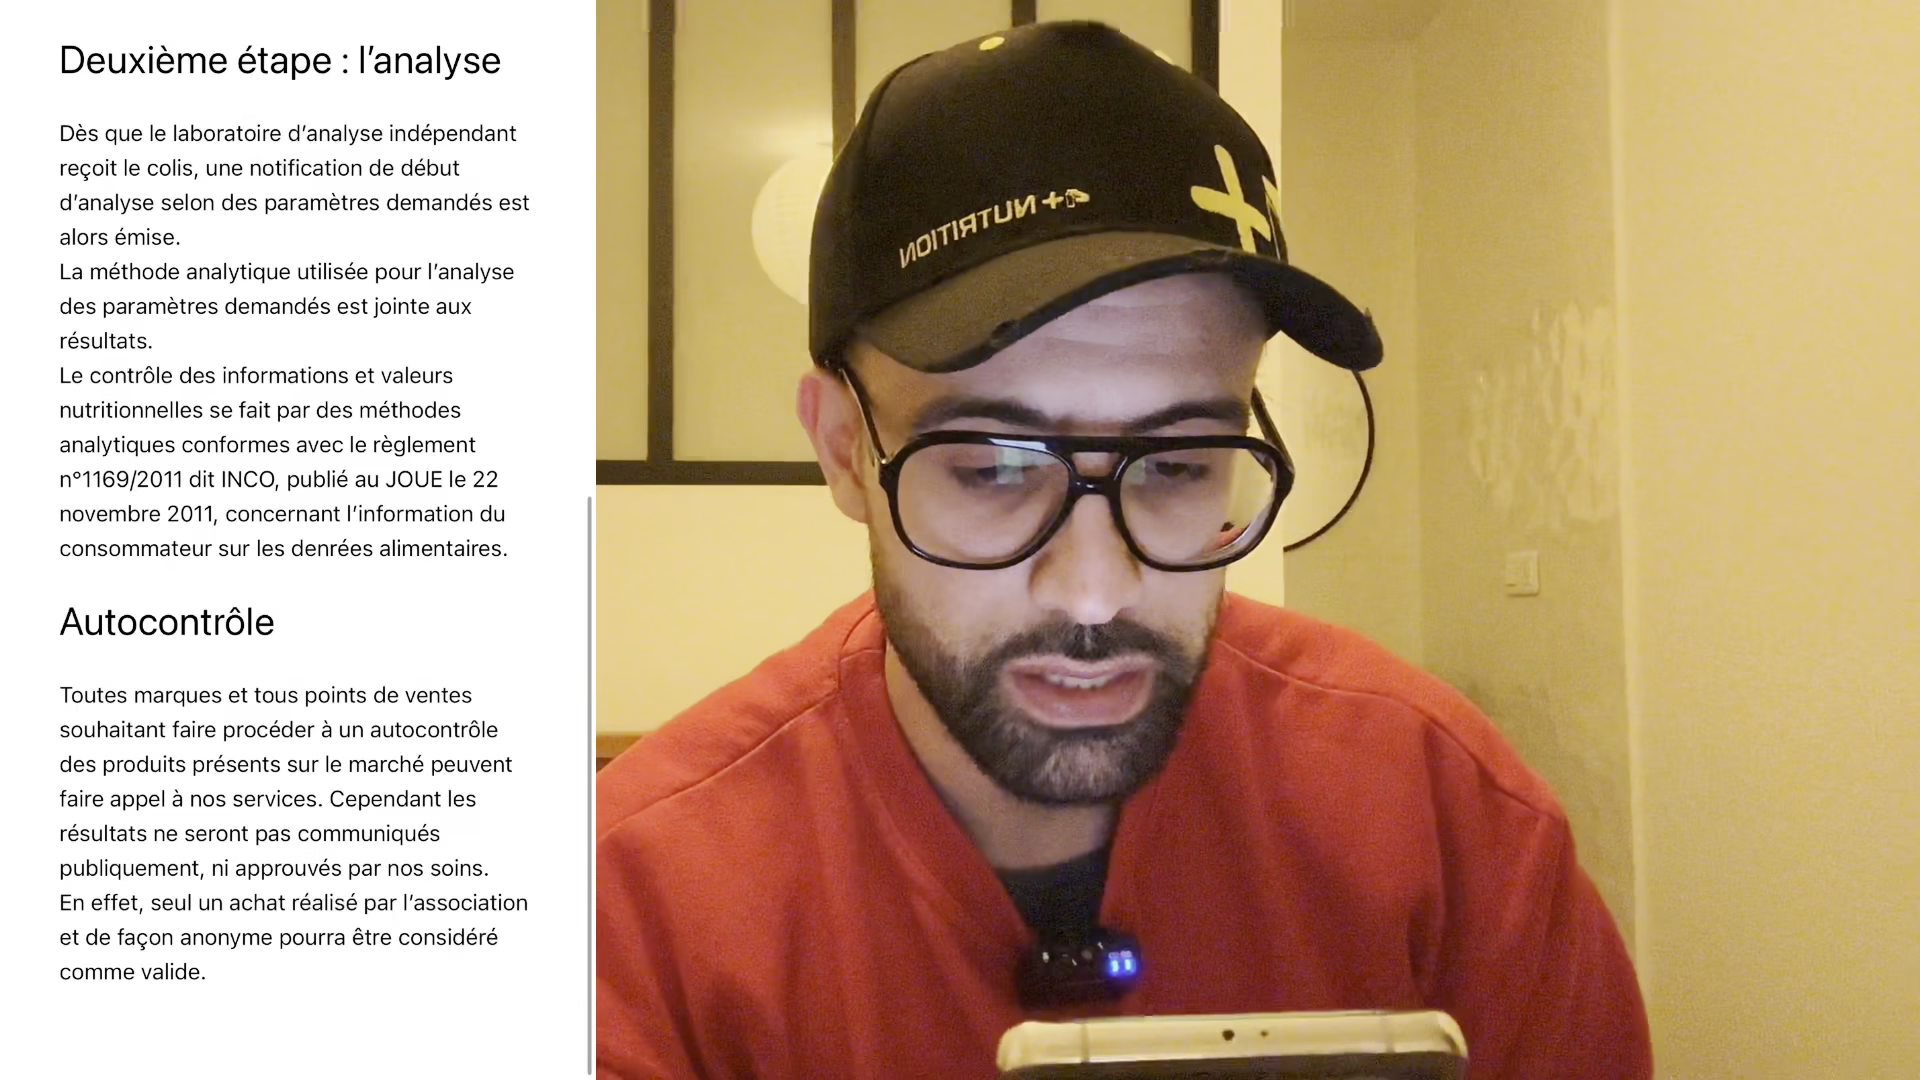 Deuxième étape : l’analyse
Dès que le laboratoire d’analyse indépendant
reçoit le colis, une notification de début
d’analyse selon des paramètres demandés est
alors émise.
La méthode analytique utilisée pour l’analyse
des paramètres demandés est jointe aux
résultats.
Le contrôle des informations et valeurs
nutritionnelles se fait par des méthodes
analytiques conformes avec le règlement
n°1169/2011 dit INCO, publié au JOUE le 22
novembre 2011, concernant l’information du
consommateur sur les denrées alimentaires.
Autocontrôle
Toutes marques et tous points de ventes
souhaitant faire procéder à un autocontrôle
des produits présents sur le marché peuvent
faire appel à nos services. Cependant les
résultats ne seront pas communiqués
publiquement, ni approuvés par nos soins.
En effet, seul un achat réalisé par l’association
et de façon anonyme pourra être considéré
comme valide.
NUTRITION